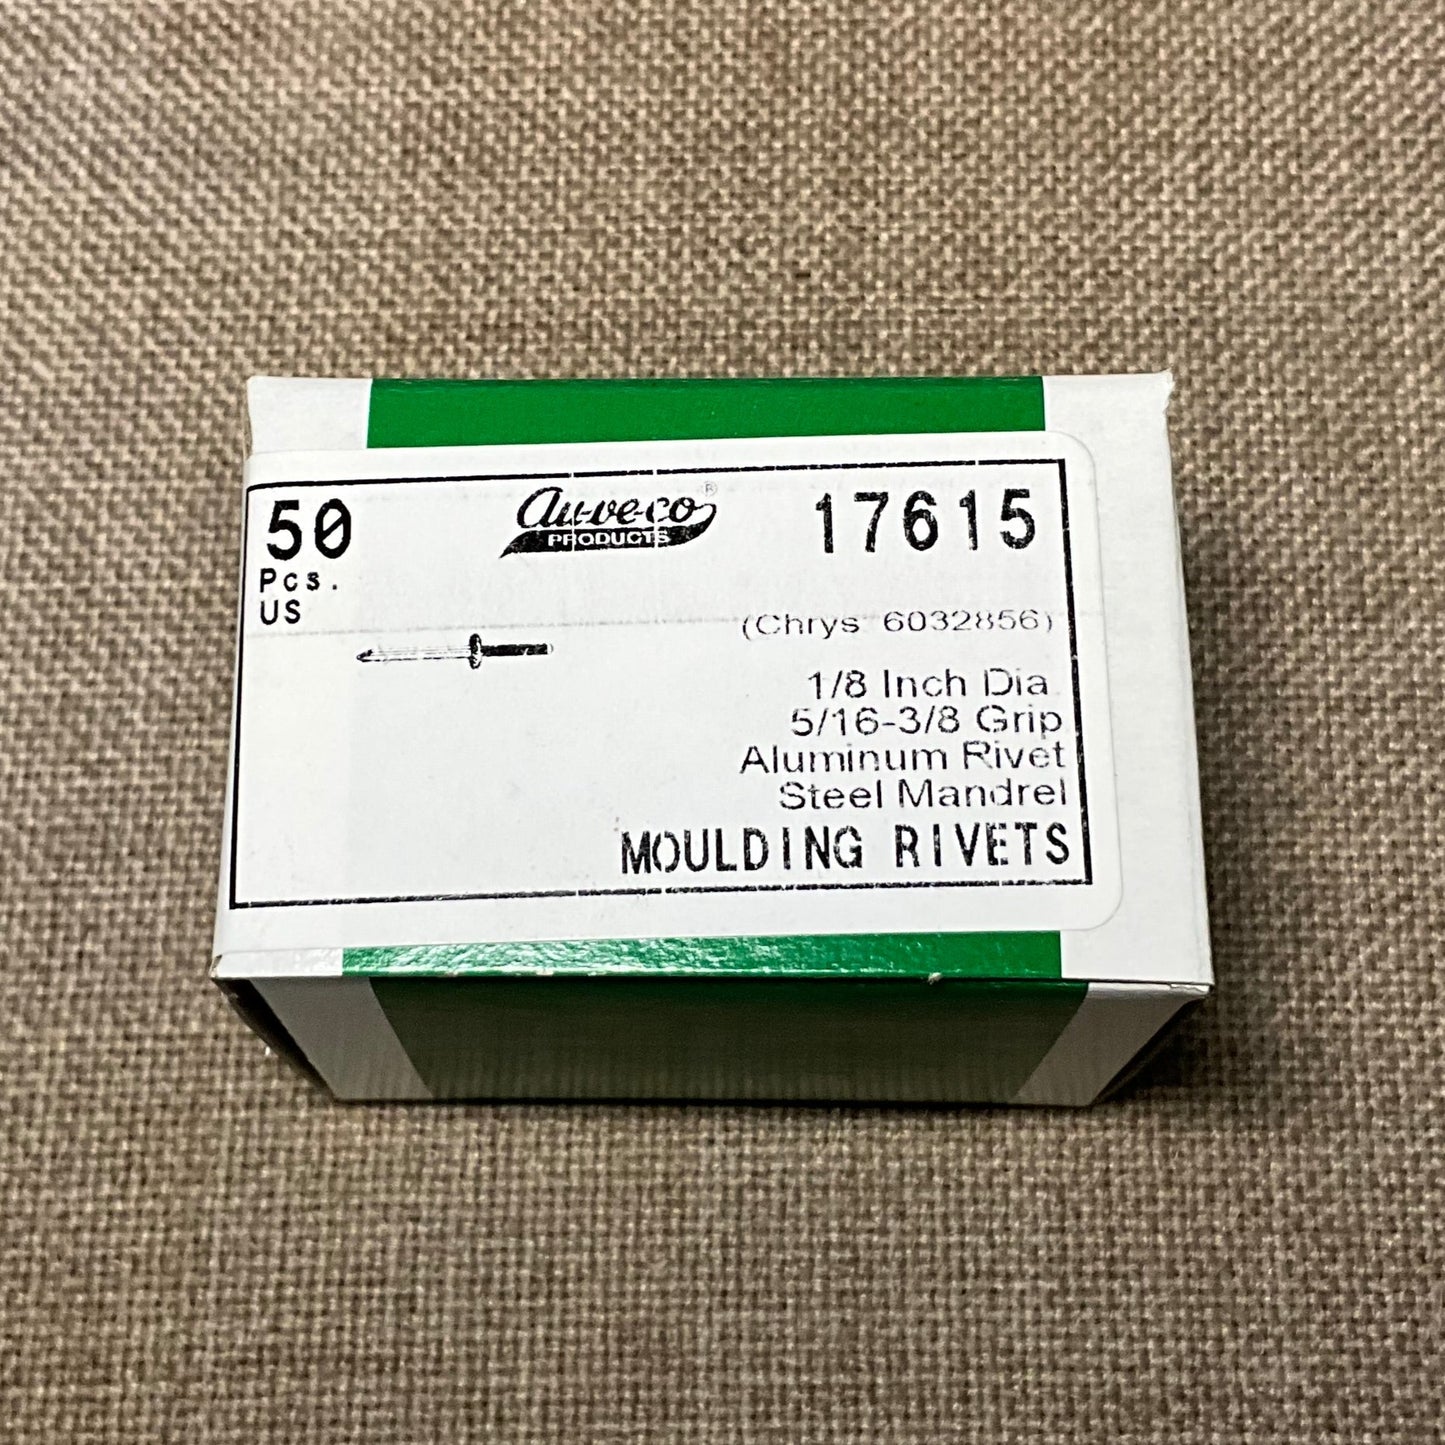 50
Pcs.
US
Au-ve-co®
PRODUCTS
17615
(Chrys: 6032856)
1/8 Inch Dia.
5/16-3/8 Grip
Aluminum Rivet
Steel Mandrel
MOULDING RIVETS